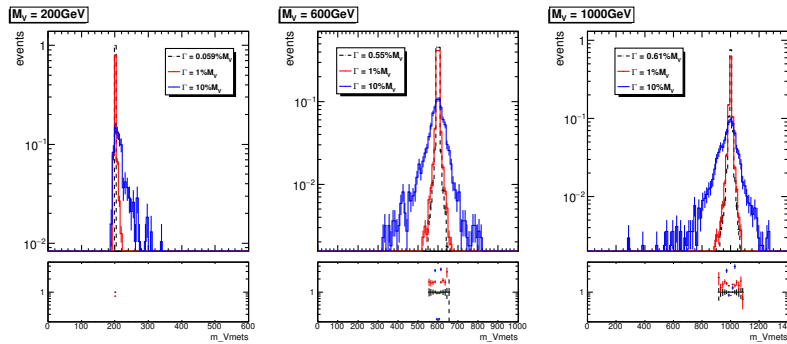 M_V = 200GeV
events
1
10^-1
10^-2
Γ = 0.059%M_V
Γ = 1%M_V
Γ = 10%M_V
1
0 100 200 300 400 500 600
m_Vmets
M_V = 600GeV
events
10^-1
10^-2
Γ = 0.55%M_V
Γ = 1%M_V
Γ = 10%M_V
1
0 100 200 300 400 500 600 700 800 900 1000
m_Vmets
M_V = 1000GeV
events
1
10^-1
10^-2
Γ = 0.61%M_V
Γ = 1%M_V
Γ = 10%M_V
1
0 200 400 600 800 1000 1200
m_Vmets